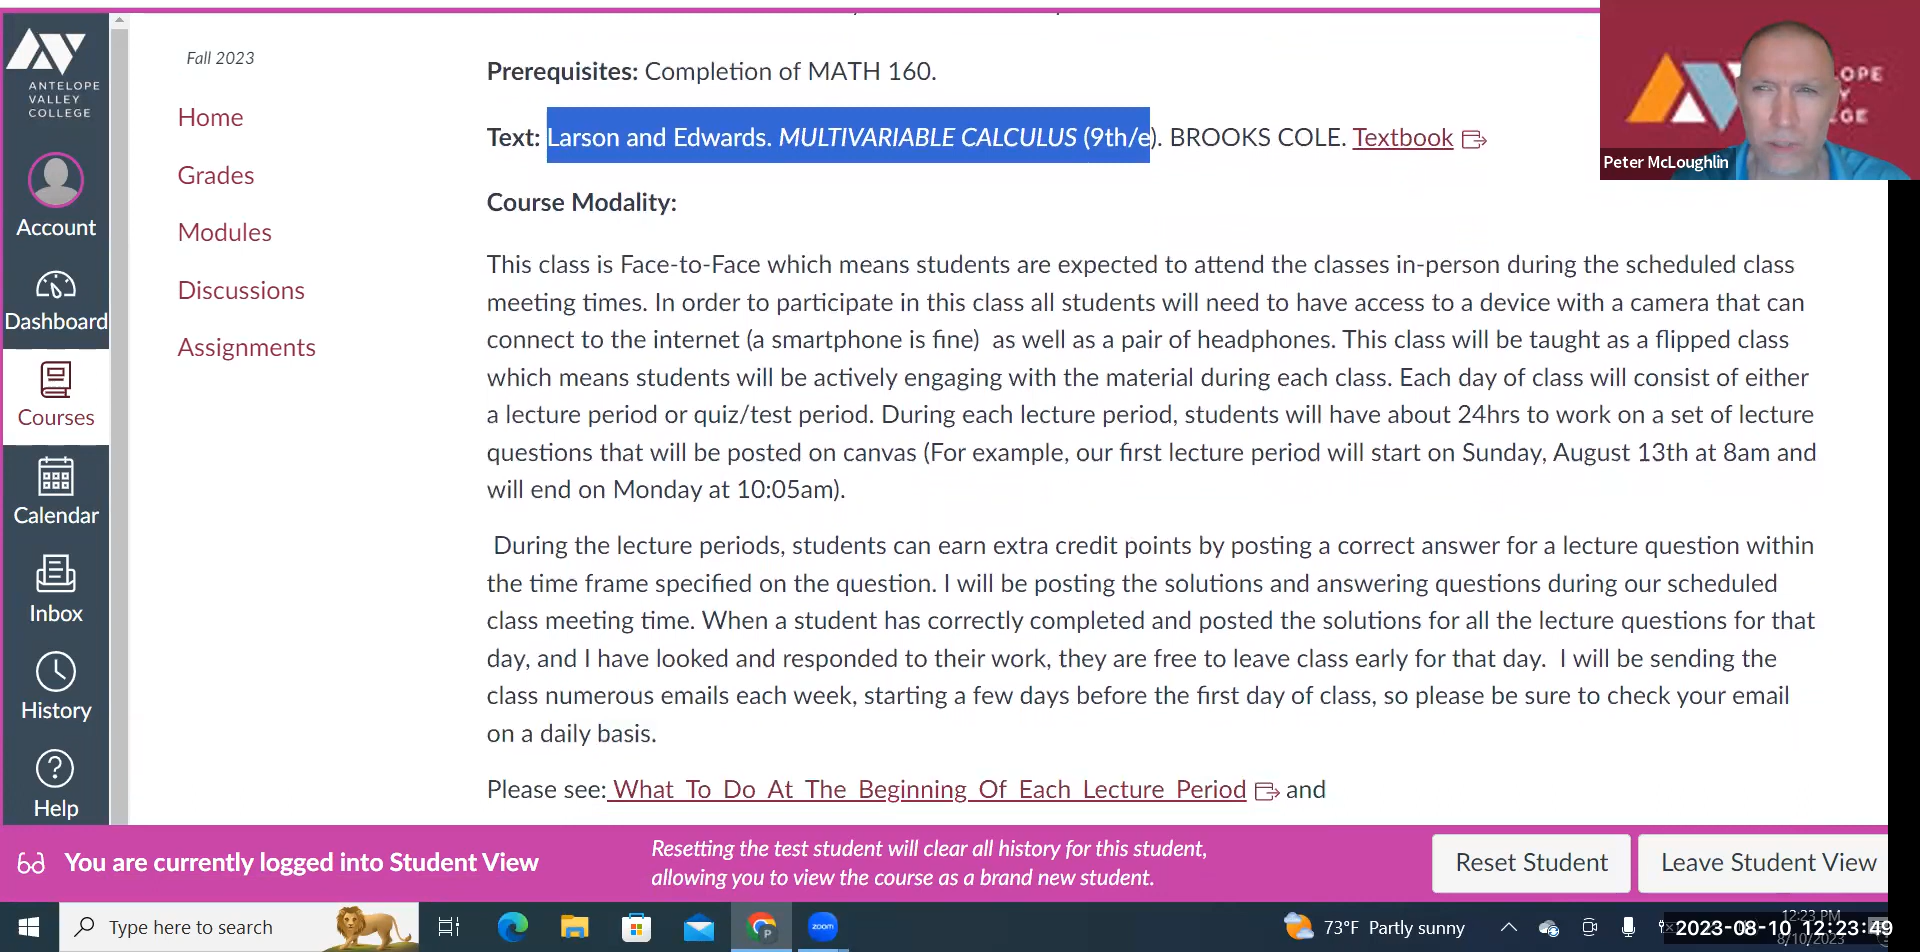 Fall 2023
Home
Grades
Modules
Discussions
Assignments
ANTELOPE
VALLEY
COLLEGE
Account
Dashboard
Courses
Calendar
Inbox
History
Help
Prerequisites: Completion of MATH 160.
Text: Larson and Edwards. MULTIVARIABLE CALCULUS (9th/e). BROOKS COLE. Textbook
Course Modality:
This class is Face-to-Face which means students are expected to attend the classes in-person during the scheduled class
meeting times. In order to participate in this class all students will need to have access to a device with a camera that can
connect to the internet (a smartphone is fine)  as well as a pair of headphones. This class will be taught as a flipped class
which means students will be actively engaging with the material during each class. Each day of class will consist of either
a lecture period or quiz/test period. During each lecture period, students will have about 24hrs to work on a set of lecture
questions that will be posted on canvas (For example, our first lecture period will start on Sunday, August 13th at 8am and
will end on Monday at 10:05am).
During the lecture periods, students can earn extra credit points by posting a correct answer for a lecture question within
the time frame specified on the question. I will be posting the solutions and answering questions during our scheduled
class meeting time. When a student has correctly completed and posted the solutions for all the lecture questions for that
day, and I have looked and responded to their work, they are free to leave class early for that day.  I will be sending the
class numerous emails each week, starting a few days before the first day of class, so please be sure to check your email
on a daily basis.
Please see: What To Do At The Beginning Of Each Lecture Period and
Peter McLoughlin
You are currently logged into Student View
Resetting the test student will clear all history for this student,
allowing you to view the course as a brand new student.
Reset Student
Leave Student View
Type here to search
zoom
73°F Partly sunny
12:23 PM
8/10/2023
2023-08-10 12:23:49